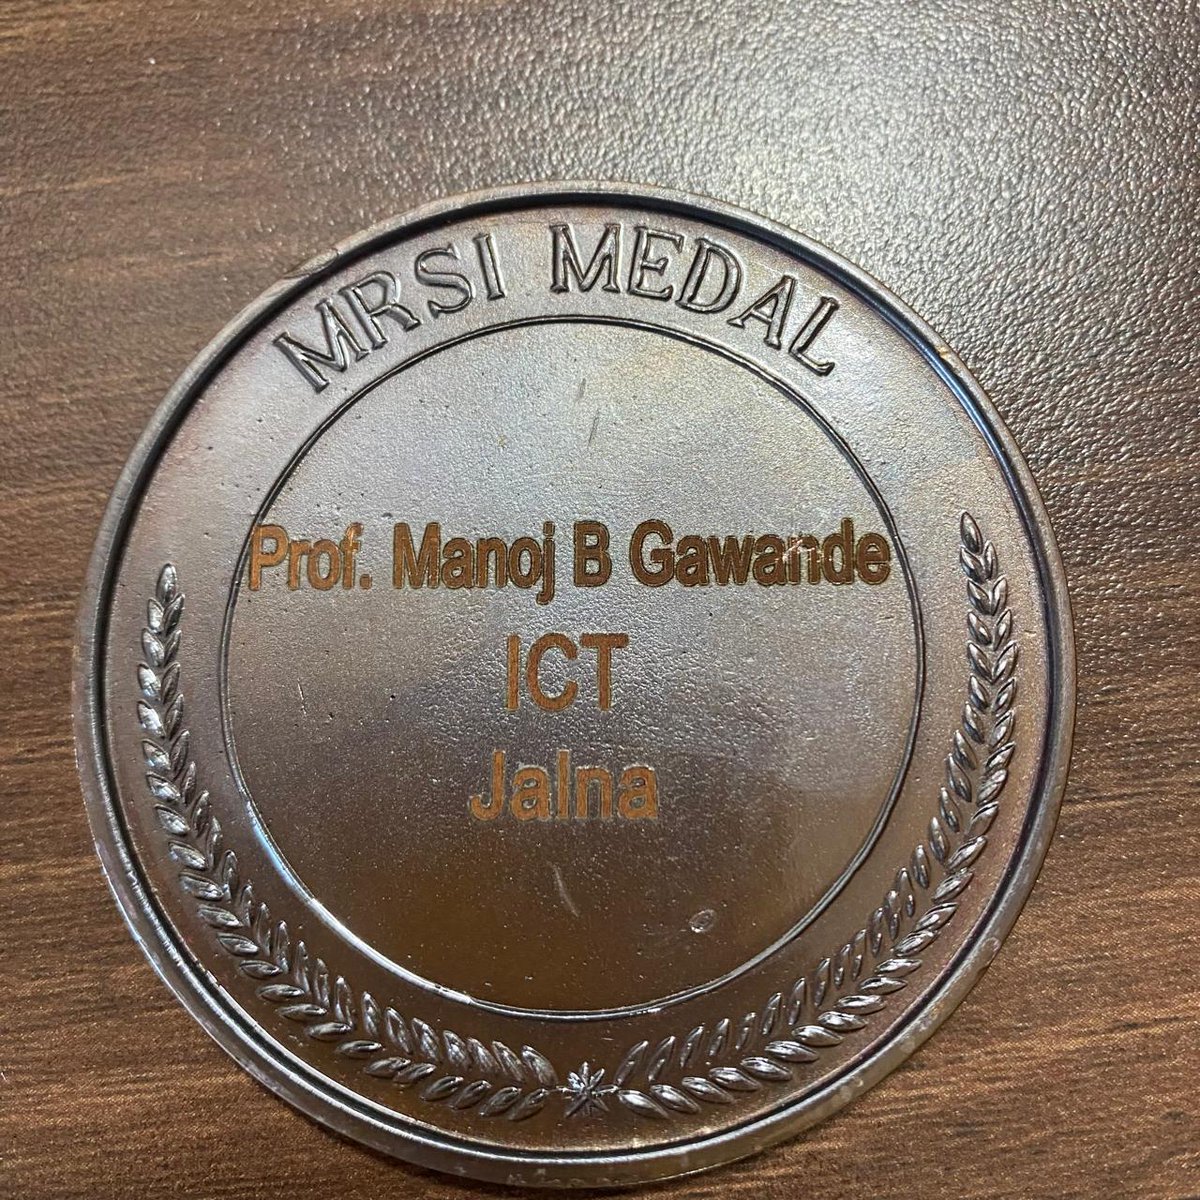 MRSI MEDAL
Prof. Manoj B Gawande
ICT
Jalna